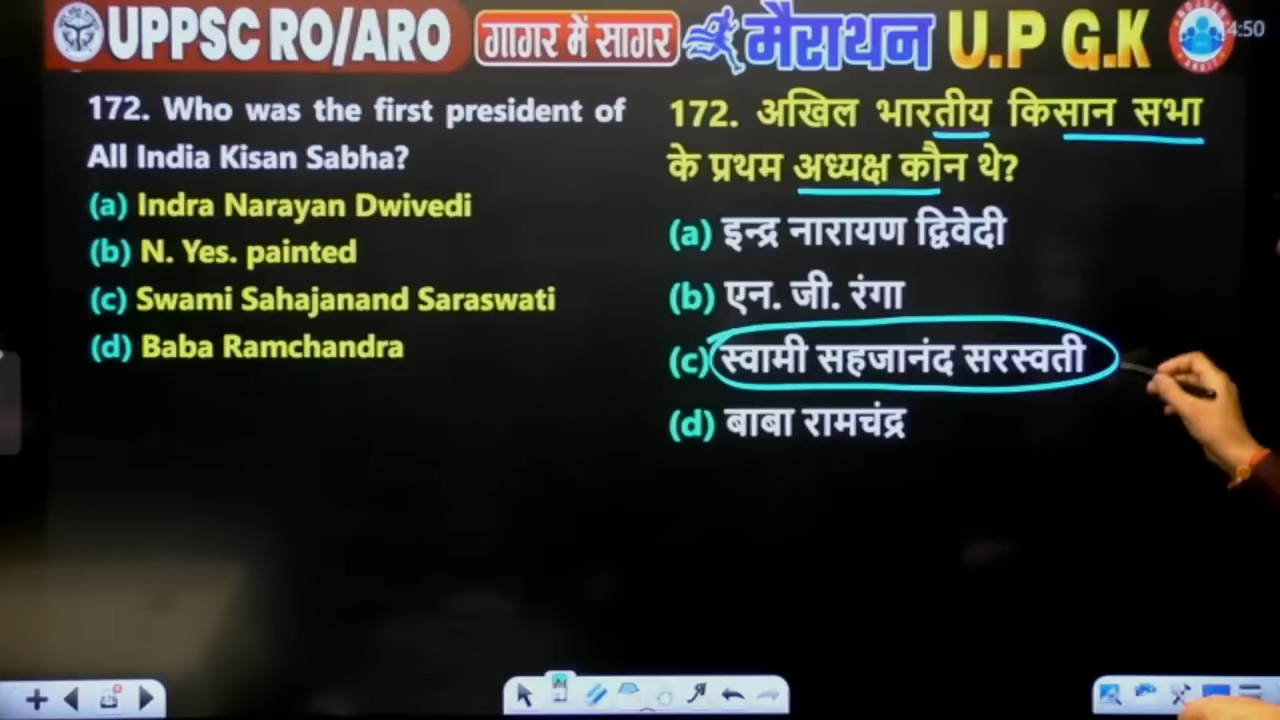 UPPSC RO/ARO गागर में सागर मैराथन U.P G.K
4:50
172. Who was the first president of
All India Kisan Sabha?
(a) Indra Narayan Dwivedi
(b) N. Yes. painted
(c) Swami Sahajanand Saraswati
(d) Baba Ramchandra
172. अखिल भारतीय किसान सभा
के प्रथम अध्यक्ष कौन थे?
(a) इन्द्र नारायण द्विवेदी
(b) एन. जी. रंगा
(c) स्वामी सहजानंद सरस्वती
(d) बाबा रामचंद्र